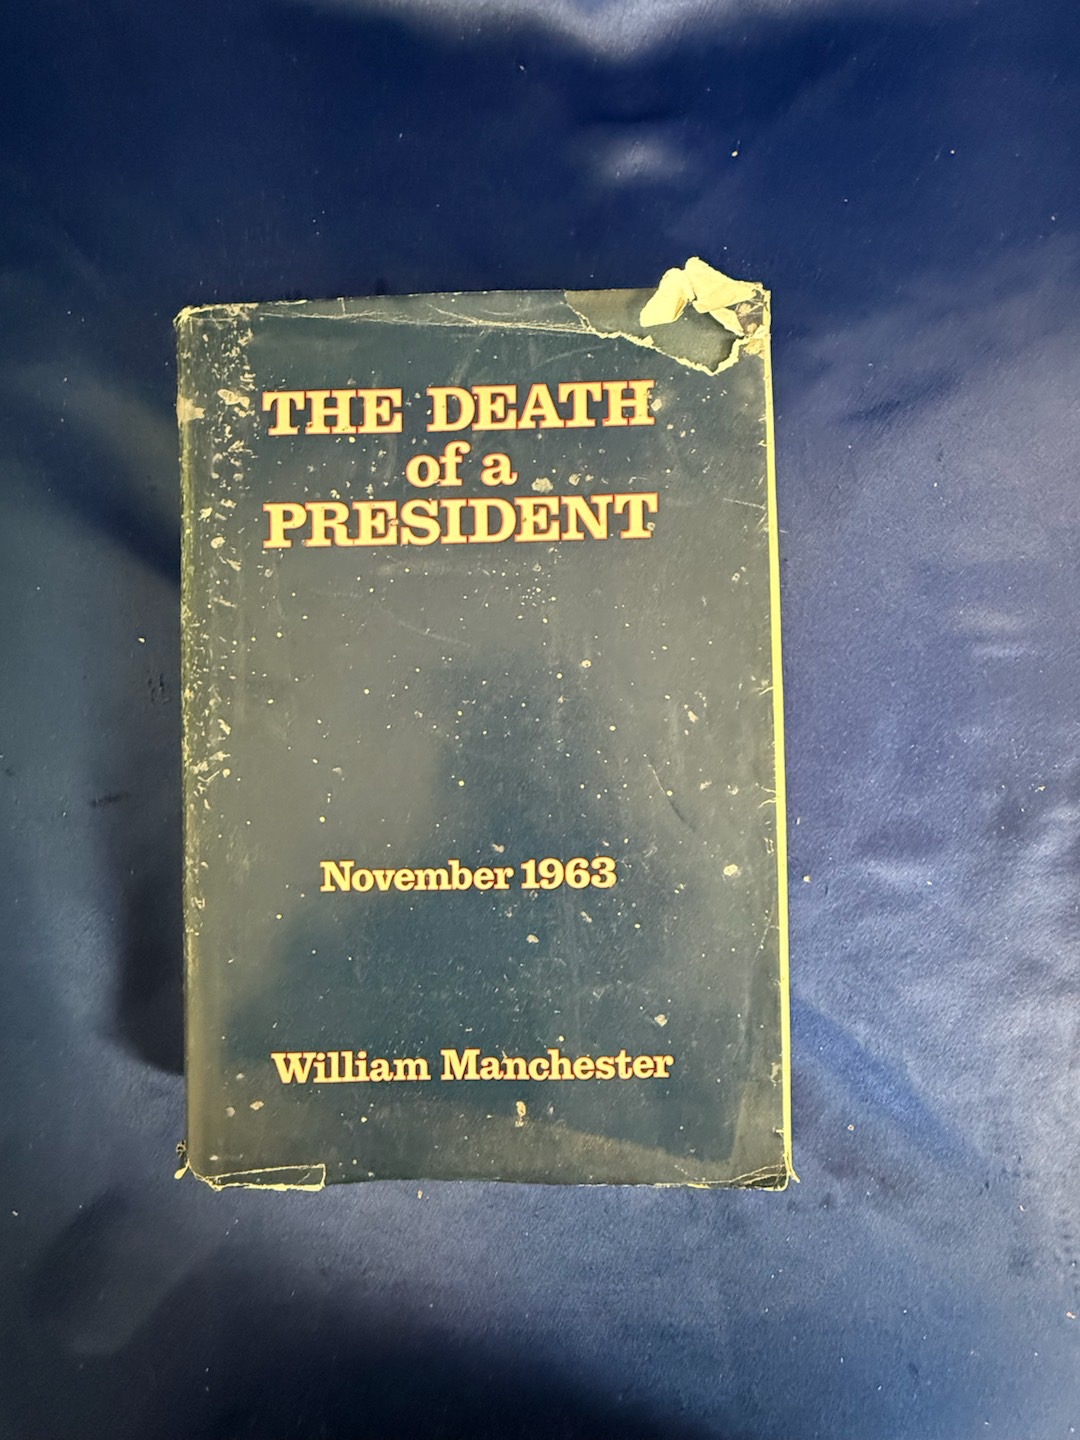 THE DEATH
of a
PRESIDENT
November 1963
William Manchester